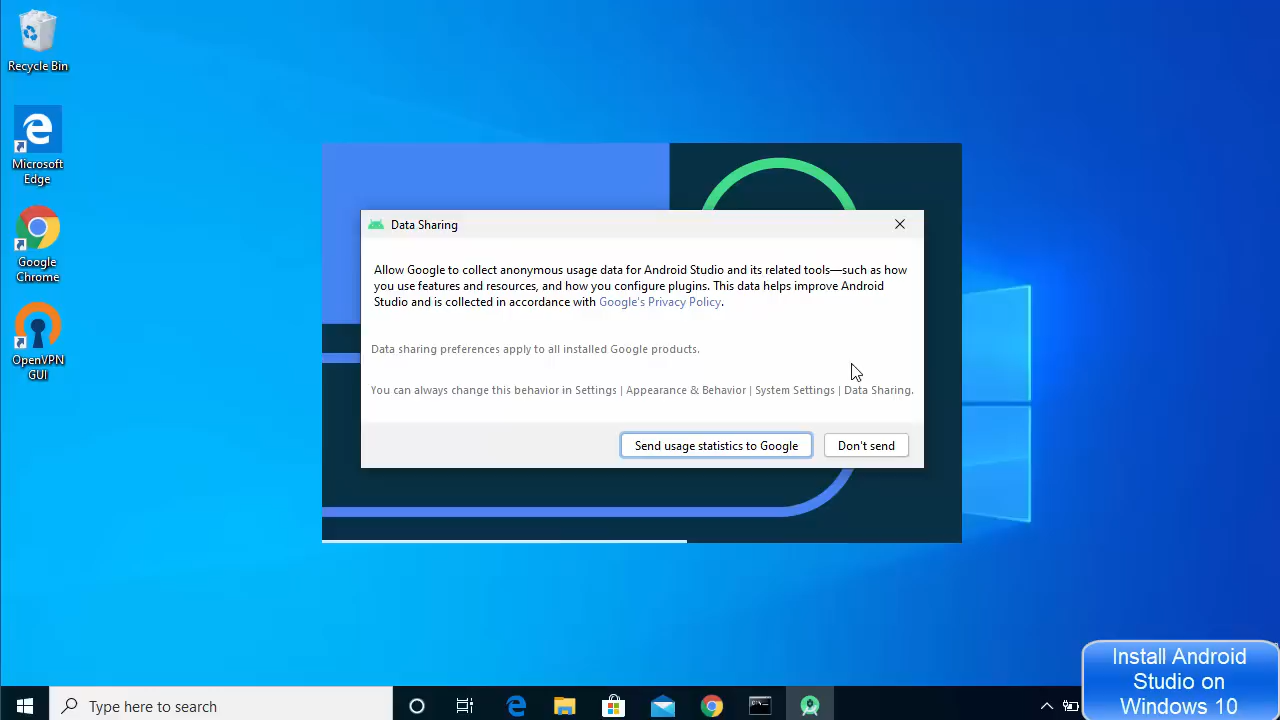 Recycle Bin
Microsoft
Edge
Google
Chrome
OpenVPN
GUI
Data Sharing
Allow Google to collect anonymous usage data for Android Studio and its related tools—such as how
you use features and resources, and how you configure plugins. This data helps improve Android
Studio and is collected in accordance with Google's Privacy Policy.
Data sharing preferences apply to all installed Google products.
You can always change this behavior in Settings | Appearance & Behavior | System Settings | Data Sharing.
Send usage statistics to Google
Don't send
Type here to search
Install Android
Studio on
Windows 10